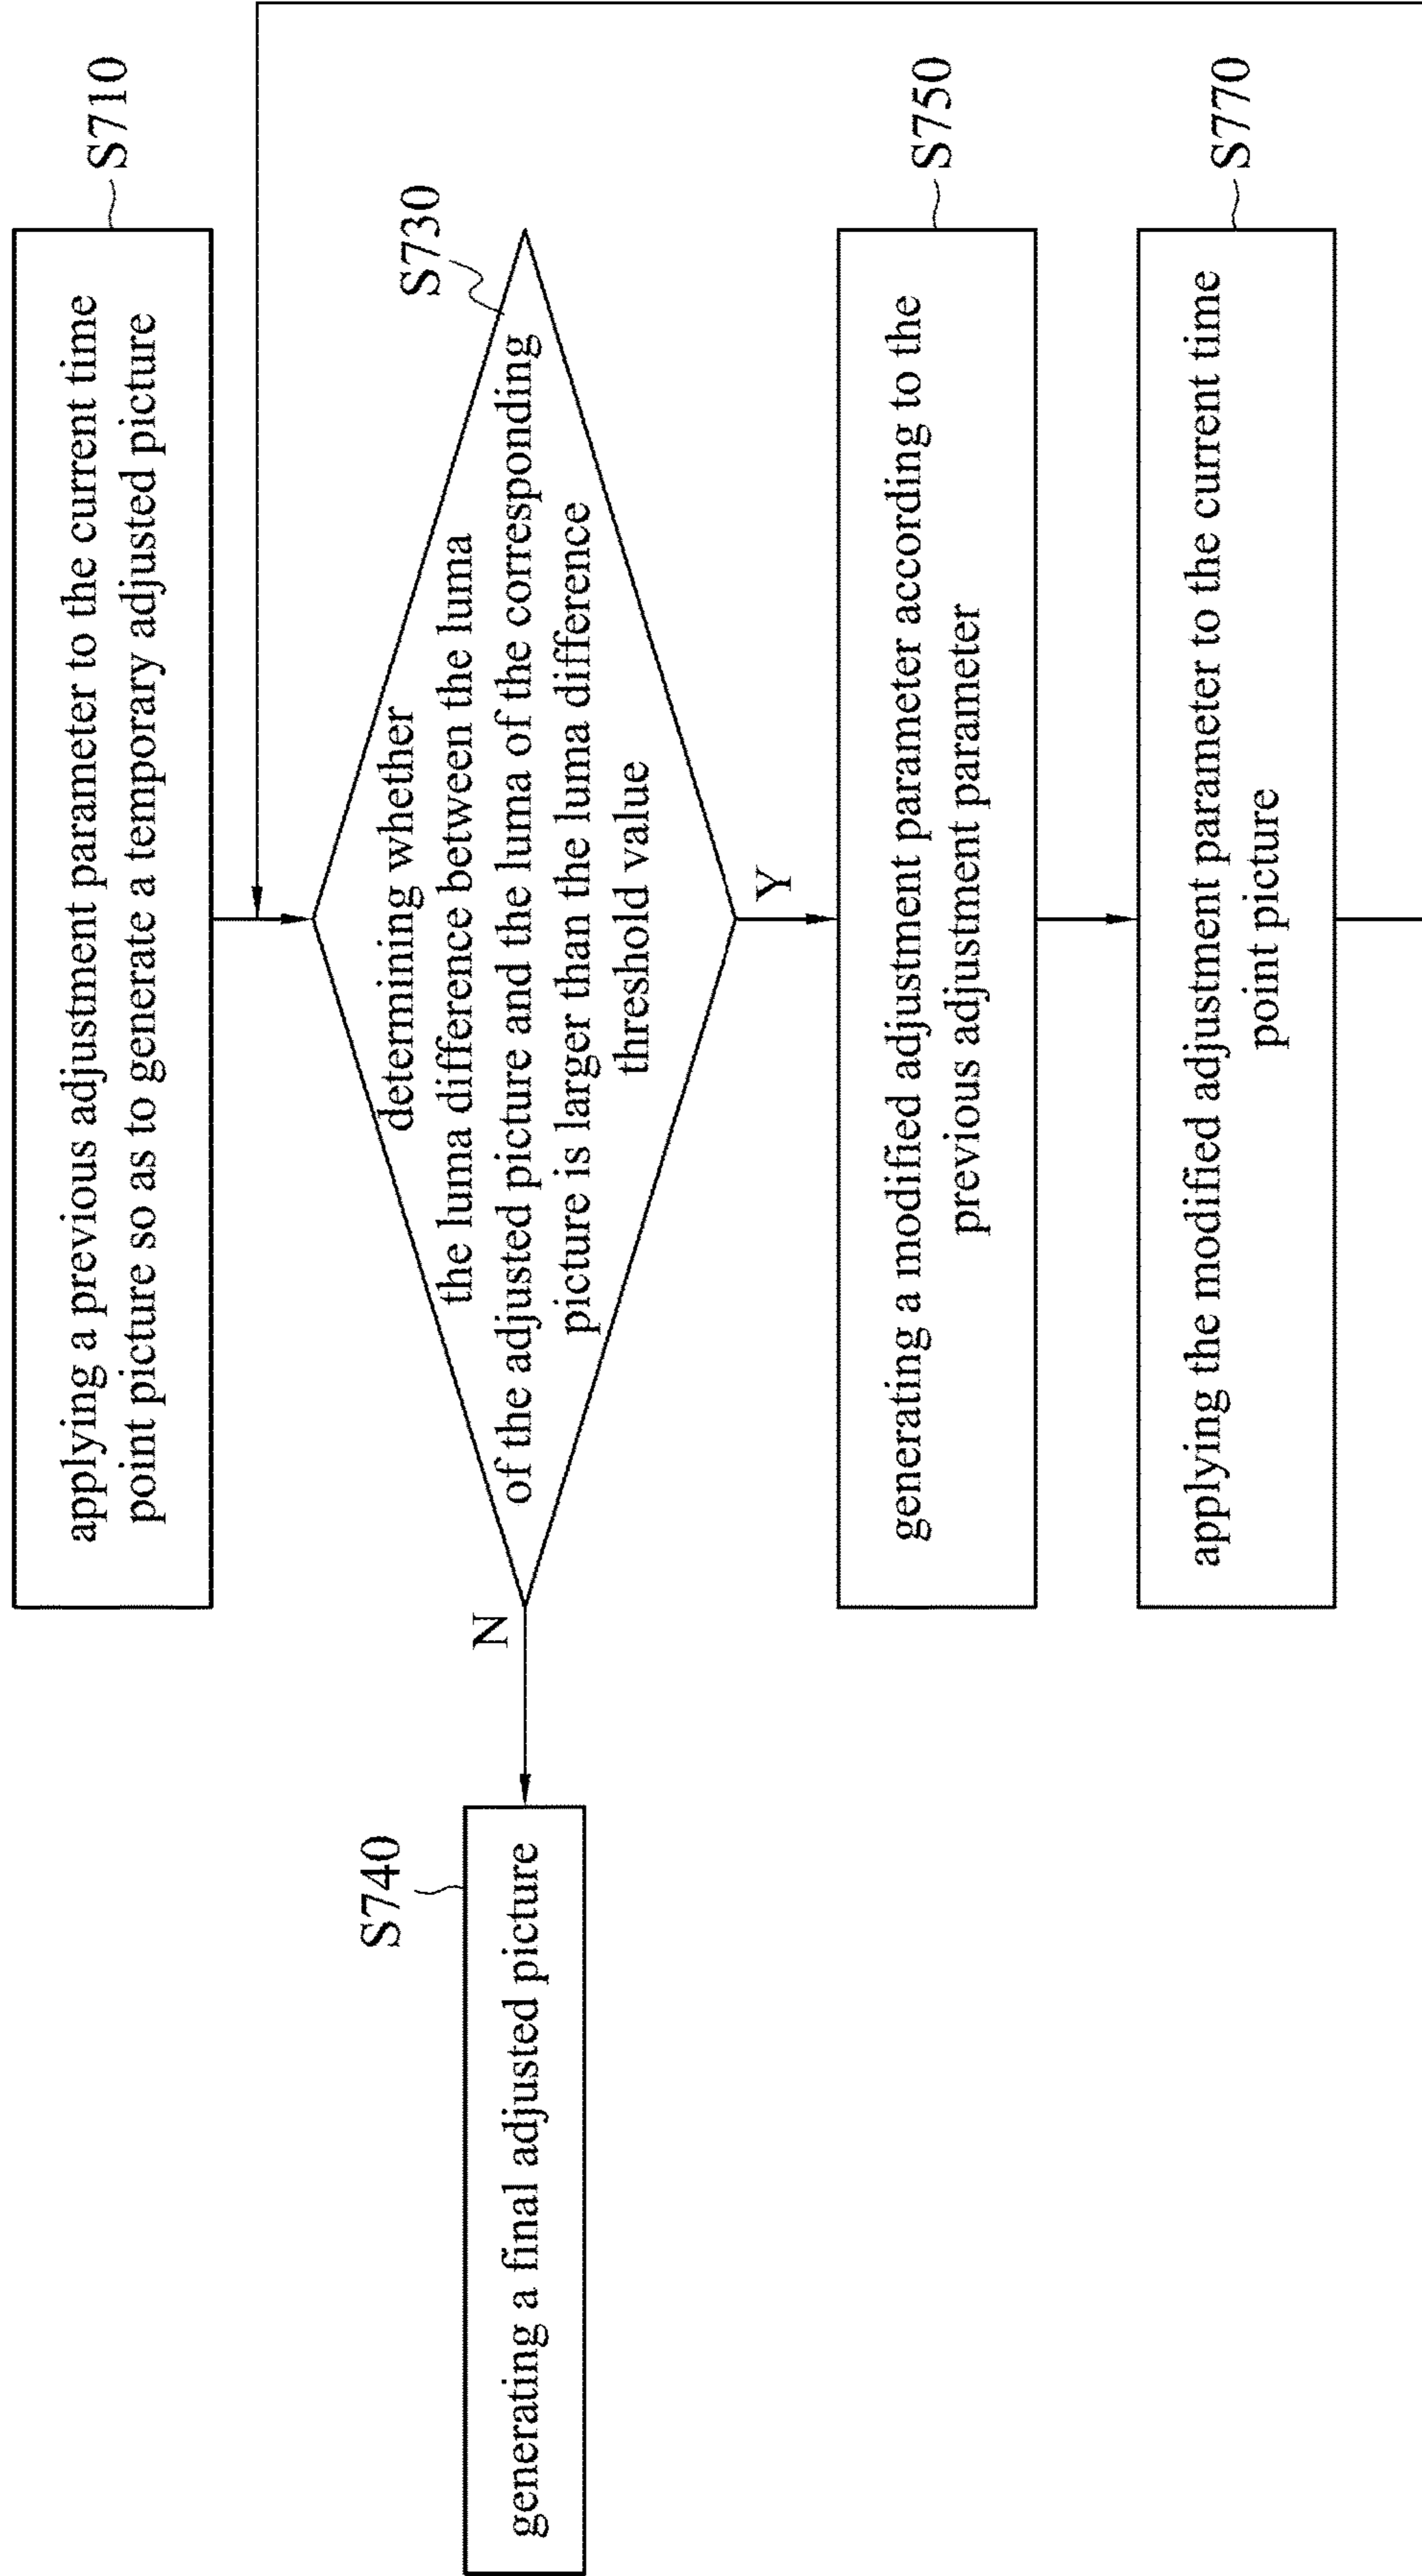 applying a previous adjustment parameter to the current time
point picture so as to generate a temporary adjusted picture
S710
determining whether
the luma difference between the luma
of the adjusted picture and the luma of the corresponding
picture is larger than the luma difference
threshold value
S730
N
S740
generating a final adjusted picture
Y
generating a modified adjustment parameter according to the
previous adjustment parameter
S750
applying the modified adjustment parameter to the current time
point picture
S770